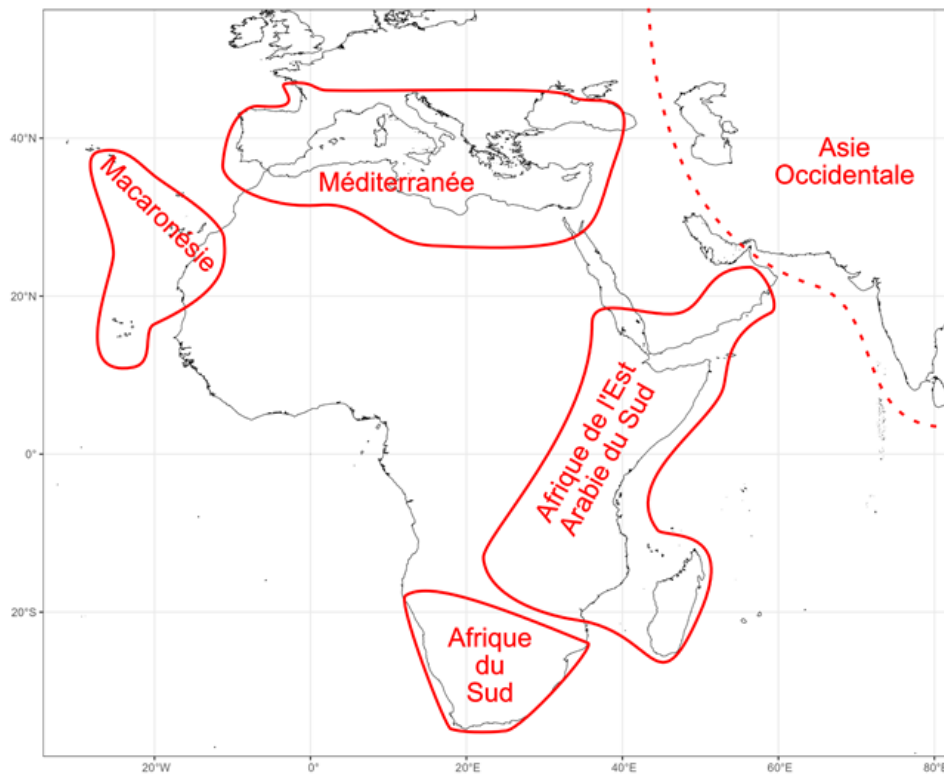 40°N
20°N
0°
20°S
Macaronésie
Méditerranée
Asie
Occidentale
Afrique de l'Est
Arabie du Sud
Afrique
du
Sud
20°W
0°
20°E
40°E
60°E
80°E